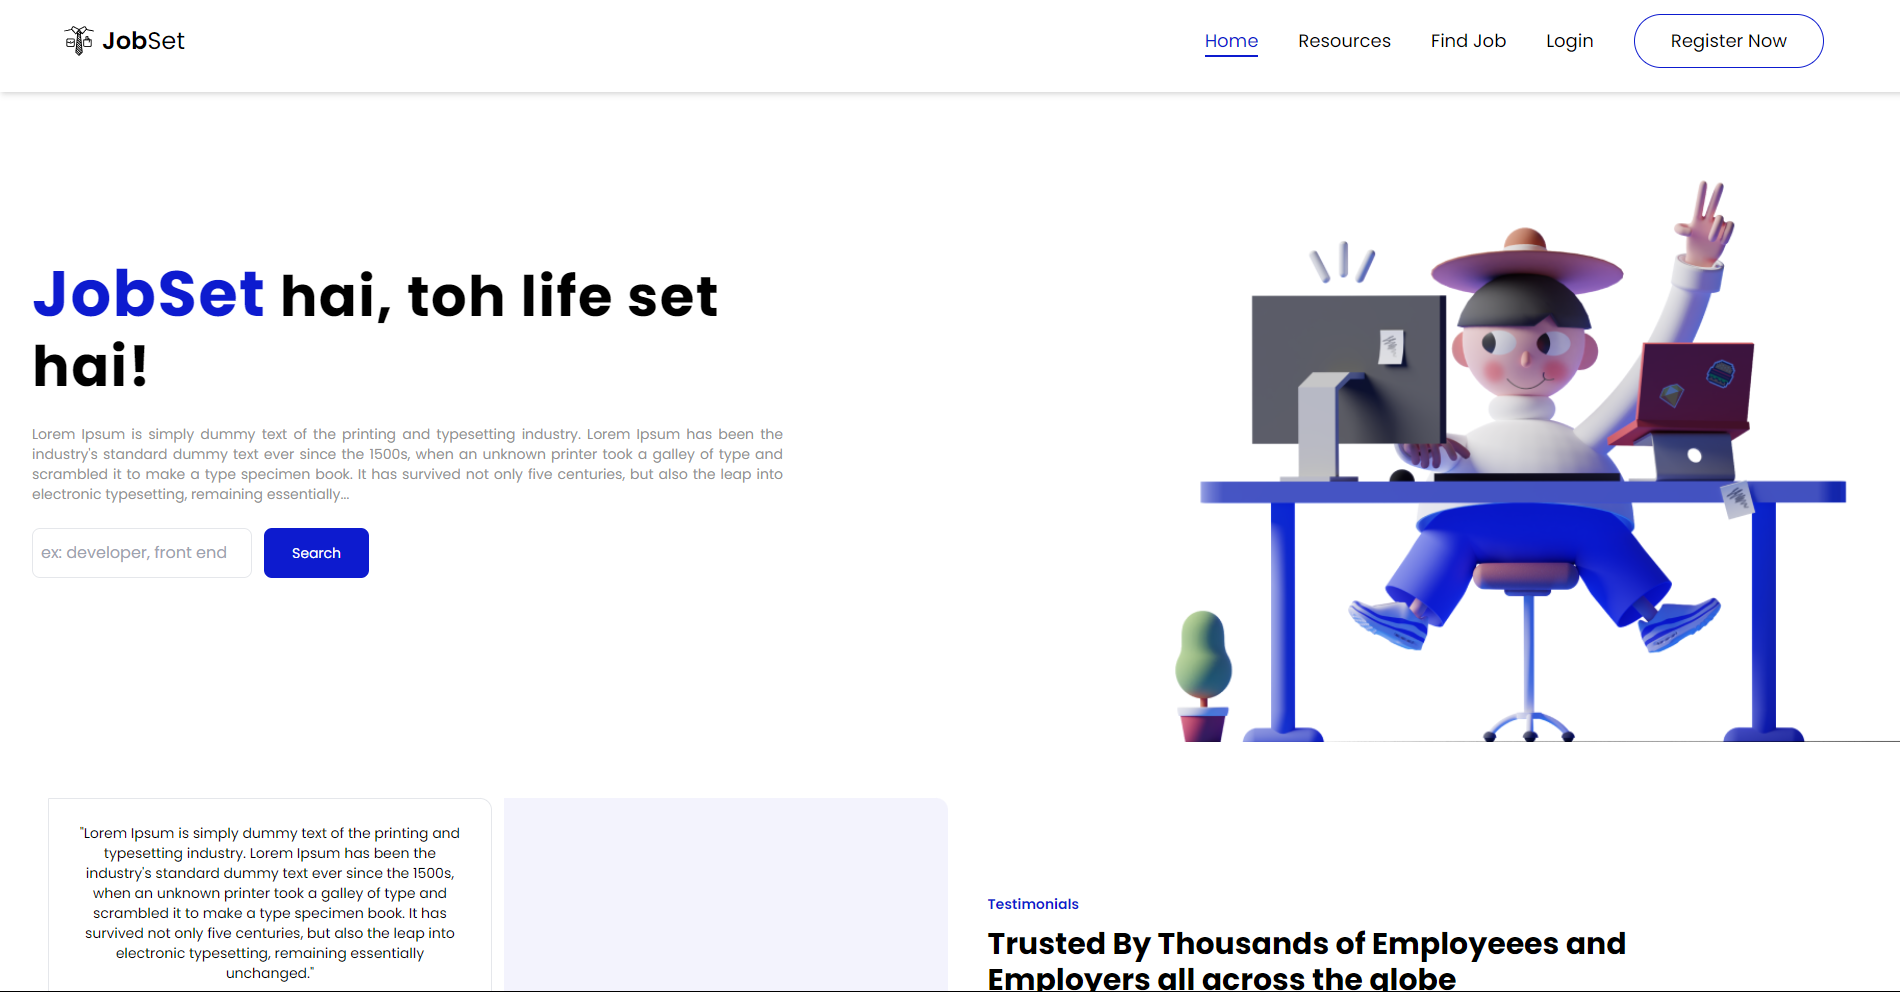 JobSet
Home
Resources
Find Job
Login
Register Now
JobSet hai, toh life set
hai!
Lorem Ipsum is simply dummy text of the printing and typesetting industry. Lorem Ipsum has been the
industry's standard dummy text ever since the 1500s, when an unknown printer took a galley of type and
scrambled it to make a type specimen book. It has survived not only five centuries, but also the leap into
electronic typesetting, remaining essentially...
ex: developer, front end
Search
"Lorem Ipsum is simply dummy text of the printing and
typesetting industry. Lorem Ipsum has been the
industry's standard dummy text ever since the 1500s,
when an unknown printer took a galley of type and
scrambled it to make a type specimen book. It has
survived not only five centuries, but also the leap into
electronic typesetting, remaining essentially
unchanged."
Testimonials
Trusted By Thousands of Employeees and
Employers all across the globe